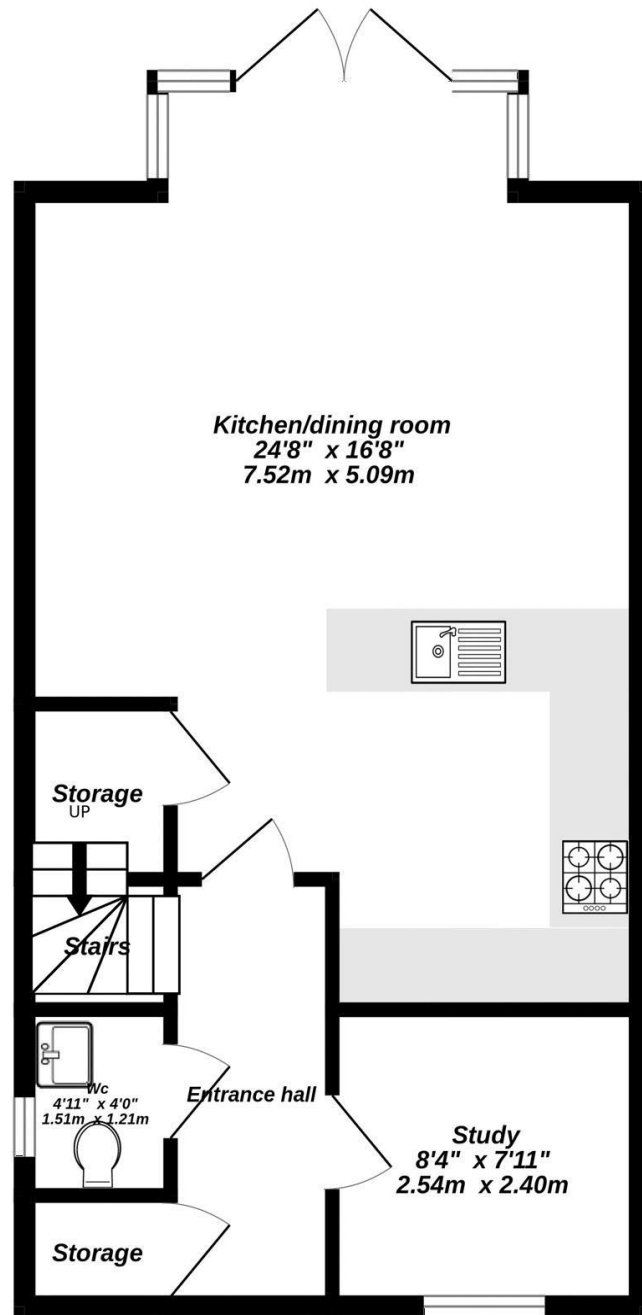 Kitchen/dining room
24'8" x 16'8"
7.52m x 5.09m
Storage
UP
Stairs
Wc
4'11" x 4'0"
1.51m x 1.21m
Entrance hall
Study
8'4" x 7'11"
2.54m x 2.40m
Storage